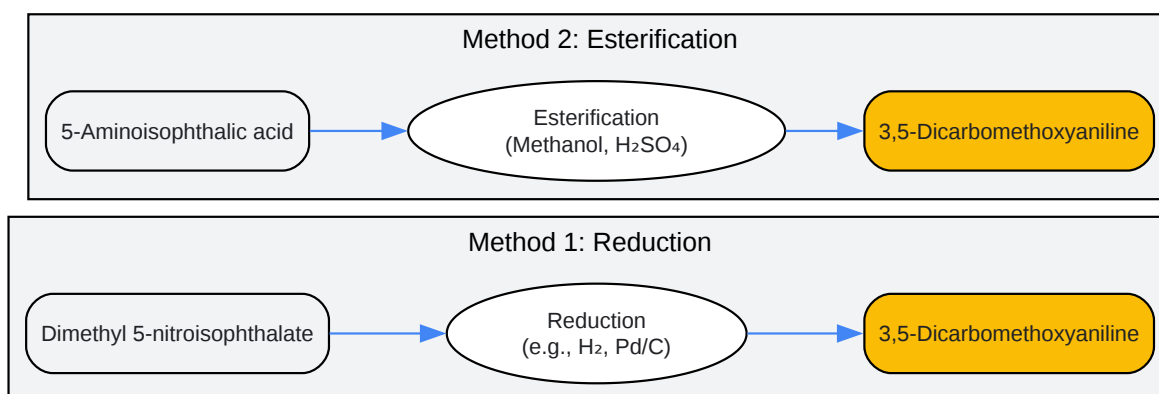 Method 2: Esterification
5-Aminoisophthalic acid
Esterification
(Methanol, H₂SO₄)
3,5-Dicarbomethoxyaniline
Method 1: Reduction
Dimethyl 5-nitroisophthalate
Reduction
(e.g., H₂, Pd/C)
3,5-Dicarbomethoxyaniline